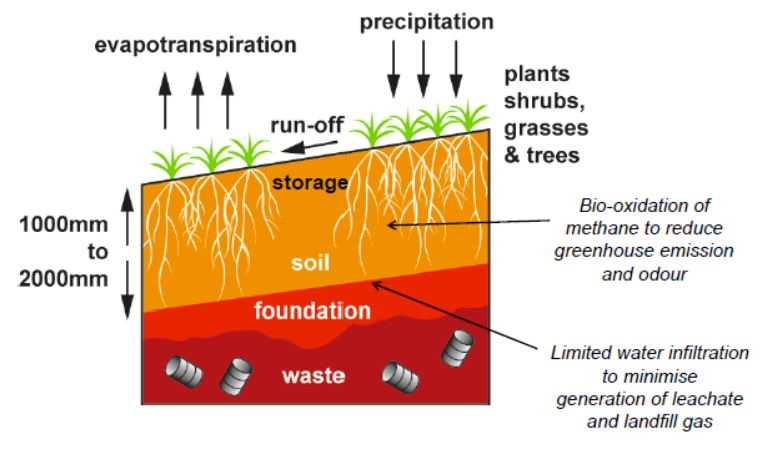 precipitation
evapotranspiration
plants
shrubs,
grasses
& trees
run-off
storage
1000mm
to
2000mm
soil
Bio-oxidation of
methane to reduce
greenhouse emission
and odour
foundation
waste
Limited water infiltration
to minimise
generation of leachate
and landfill gas